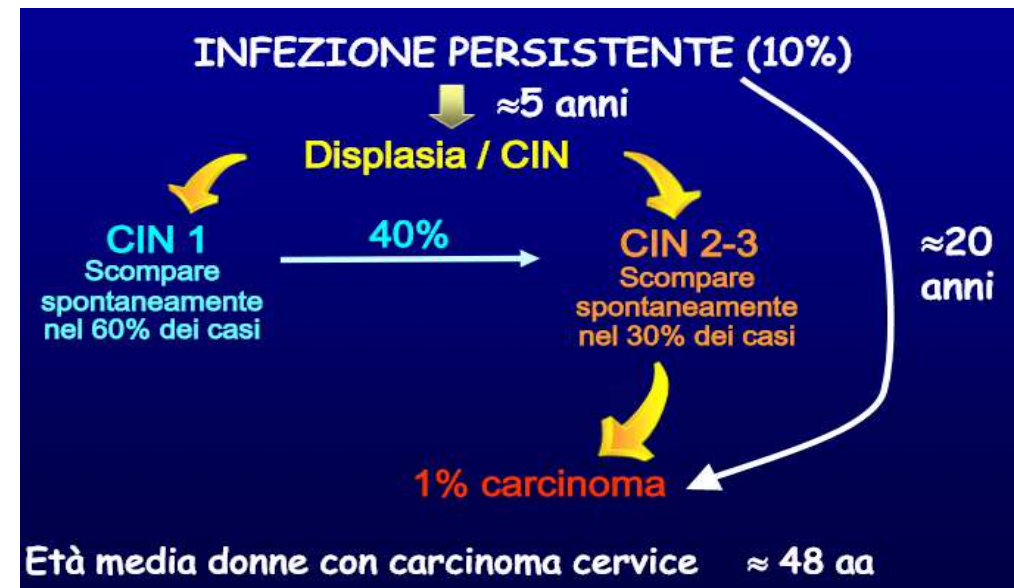 INFEZIONE PERSISTENTE (10%)
≈5 anni
Displasia / CIN
CIN 1
Scompare
spontaneamente
nel 60% dei casi
40%
CIN 2-3
Scompare
spontaneamente
nel 30% dei casi
≈20
anni
1% carcinoma
Età media donne con carcinoma cervice ≈ 48 aa